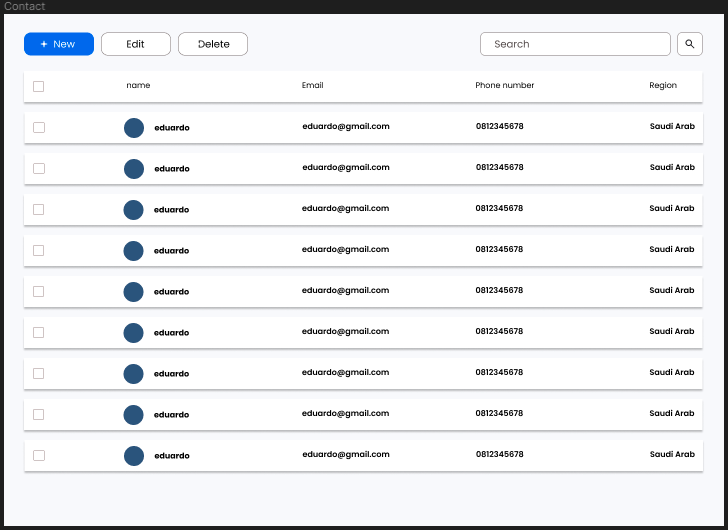 Contact
+ New Edit Delete Search
name Email Phone number Region
eduardo eduardo@gmail.com 0812345678 Saudi Arab
eduardo eduardo@gmail.com 0812345678 Saudi Arab
eduardo eduardo@gmail.com 0812345678 Saudi Arab
eduardo eduardo@gmail.com 0812345678 Saudi Arab
eduardo eduardo@gmail.com 0812345678 Saudi Arab
eduardo eduardo@gmail.com 0812345678 Saudi Arab
eduardo eduardo@gmail.com 0812345678 Saudi Arab
eduardo eduardo@gmail.com 0812345678 Saudi Arab
eduardo eduardo@gmail.com 0812345678 Saudi Arab